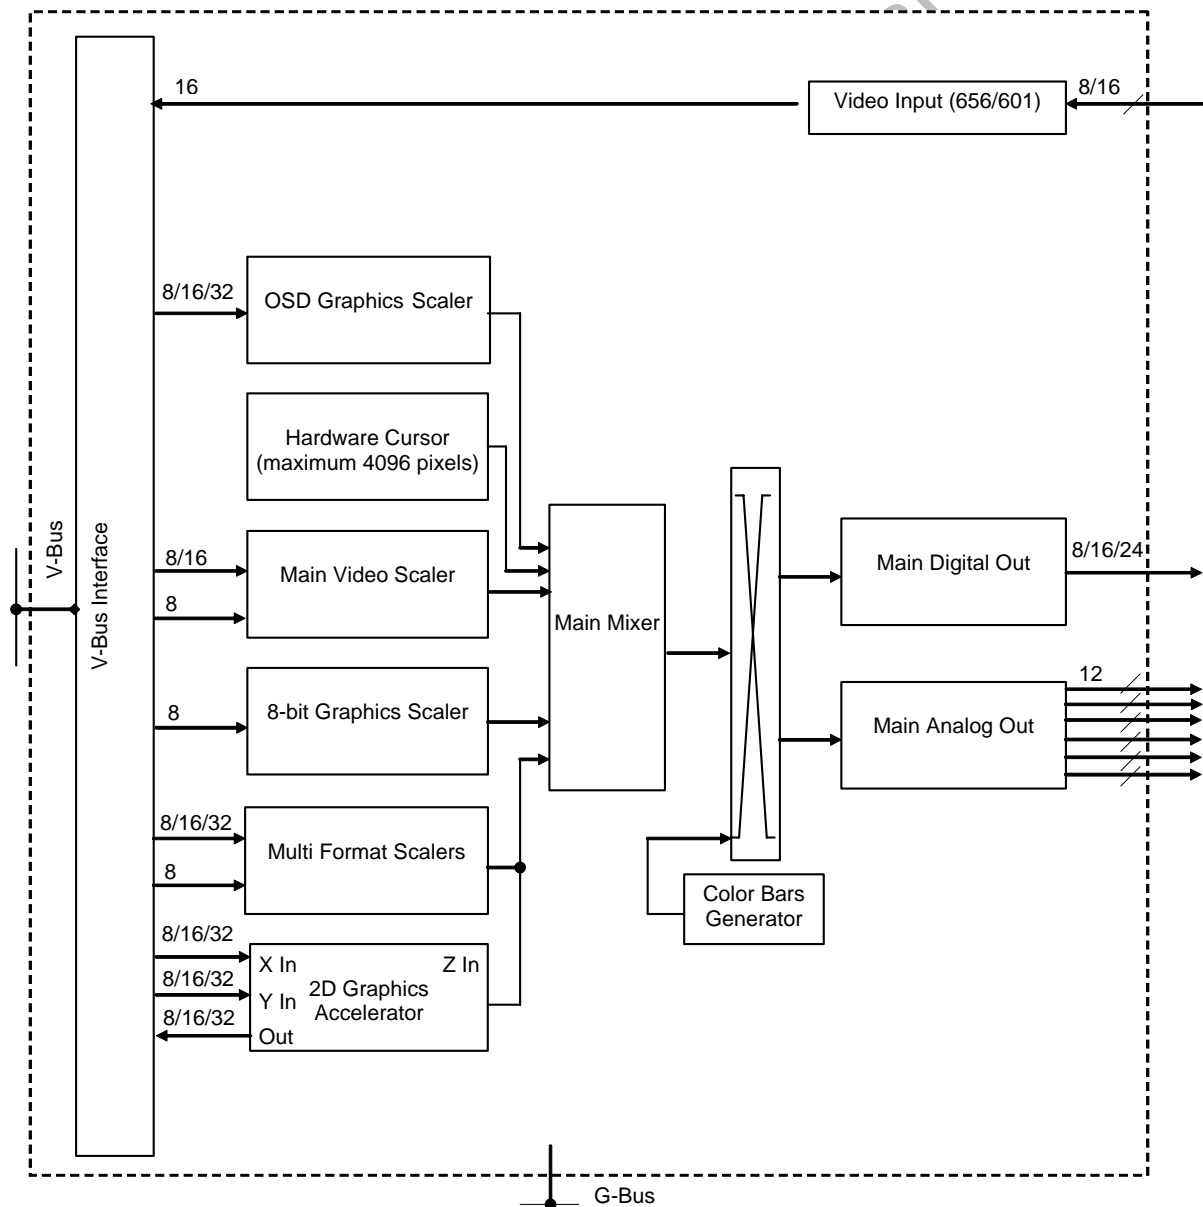 16
Video Input (656/601)
8/16
8/16/32
OSD Graphics Scaler
Hardware Cursor
(maximum 4096 pixels)
V-Bus
V-Bus Interface
8/16
Main Video Scaler
8
Main Mixer
Main Digital Out
8/16/24
8
8-bit Graphics Scaler
Main Analog Out
12
8/16/32
Multi Format Scalers
8
Color Bars
Generator
8/16/32
X In
Z In
8/16/32
Y In
2D Graphics
Accelerator
8/16/32
Out
G-Bus